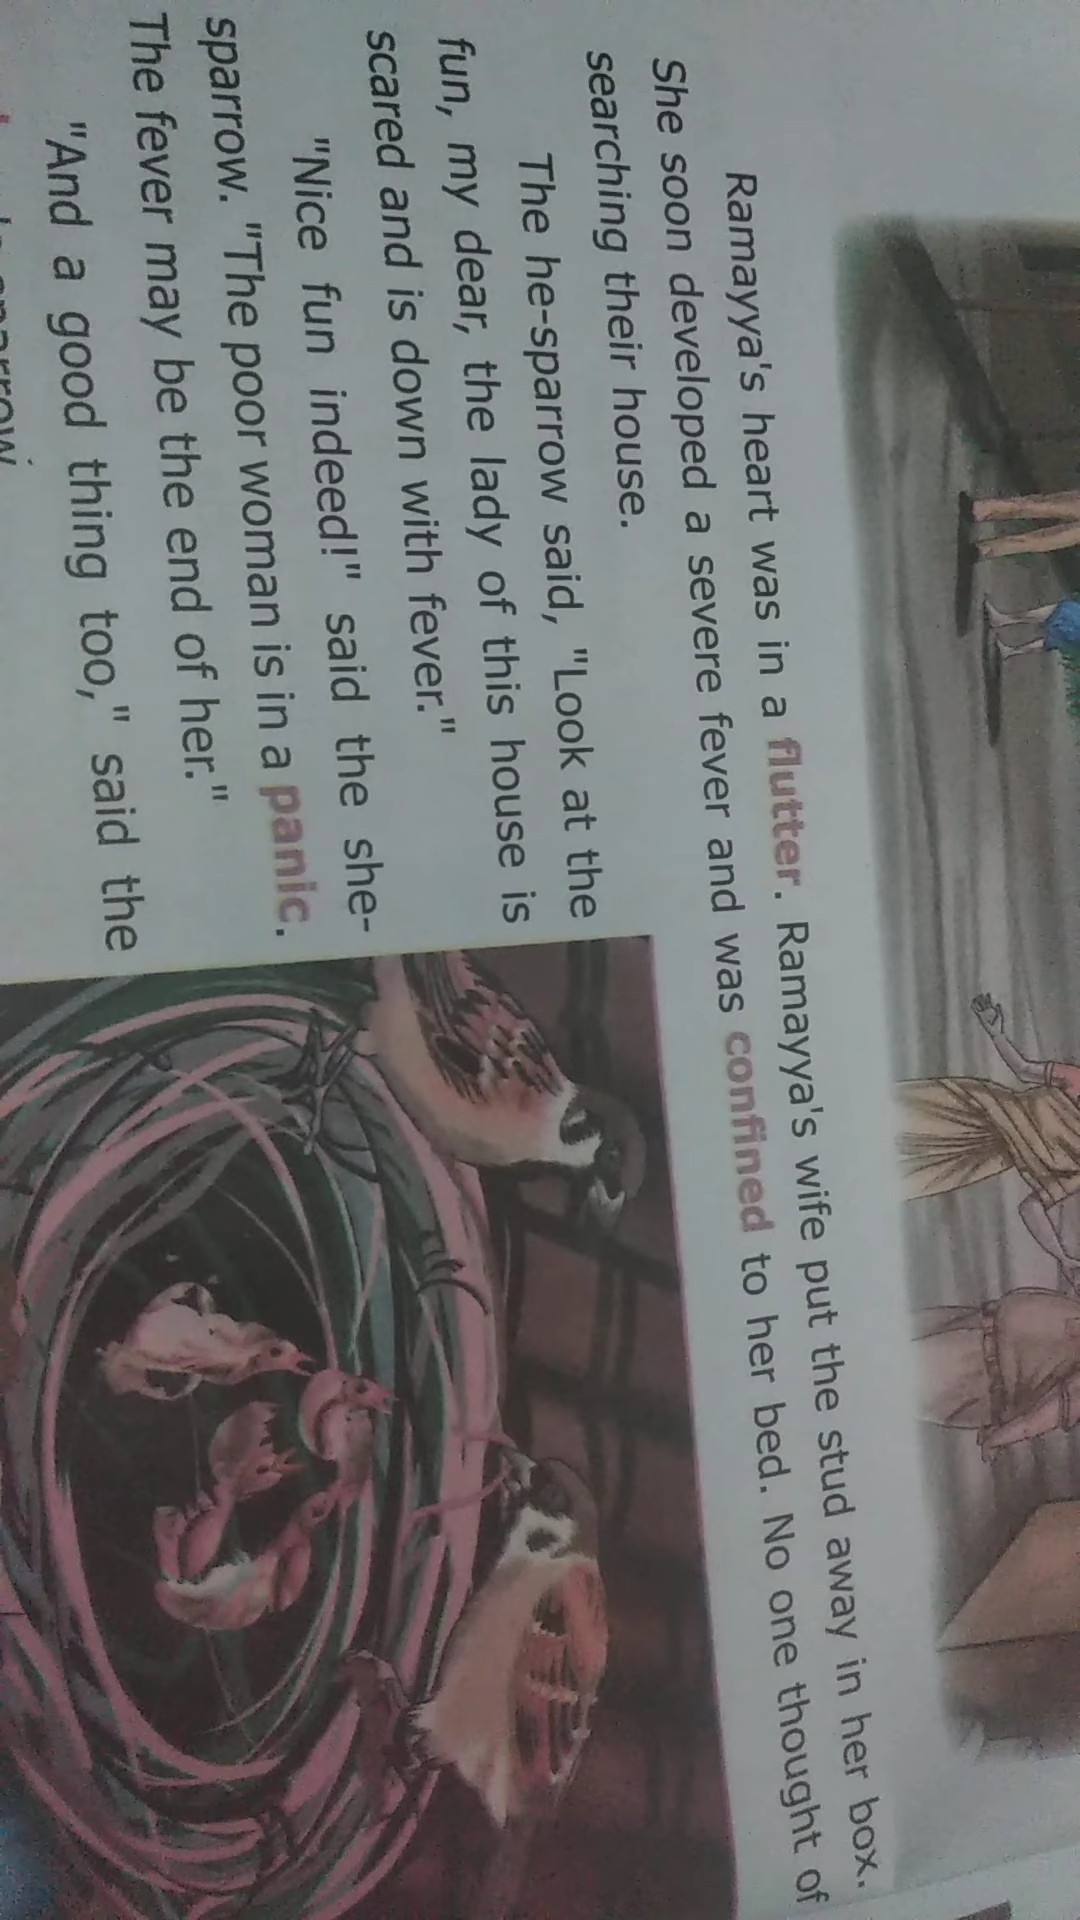 Ramayya's heart was in a flutter. Ramayya's wife put the stud away in her box.
She soon developed a severe fever and was confined to her bed. No one thought of
searching their house.
The he-sparrow said, "Look at the
fun, my dear, the lady of this house is
scared and is down with fever."
"Nice fun indeed!" said the she-
sparrow. "The poor woman is in a panic.
The fever may be the end of her."
"And a good thing too," said the